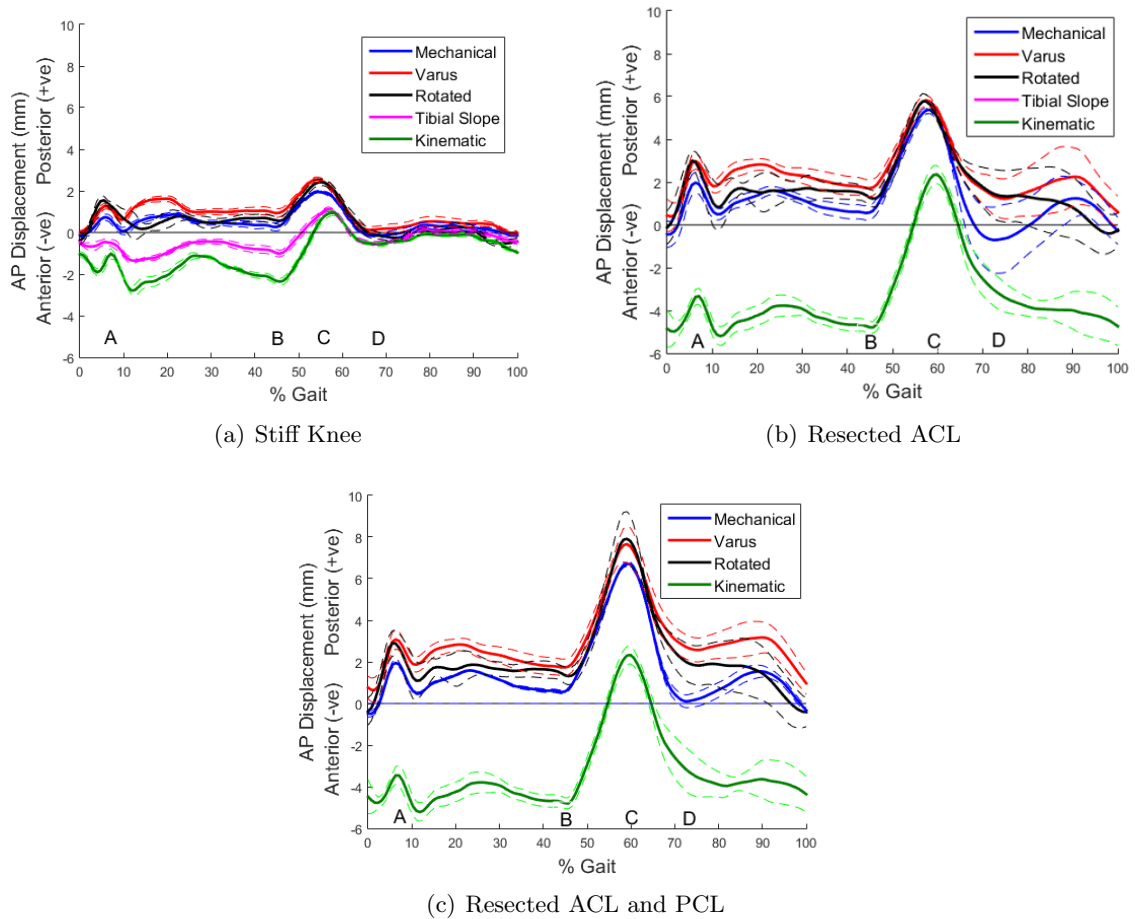 10
8
6
4
2
0
-2
-4
-6
AP Displacement (mm)
Anterior (-ve) Posterior (+ve)
Mechanical
Varus
Rotated
Tibial Slope
Kinematic
A
B
C
D
0 10 20 30 40 50 60 70 80 90 100
% Gait
(a) Stiff Knee
10
8
6
4
2
0
-2
-4
-6
AP Displacement (mm)
Anterior (-ve) Posterior (+ve)
Mechanical
Varus
Rotated
Tibial Slope
Kinematic
A
B
C
D
0 10 20 30 40 50 60 70 80 90 100
% Gait
(b) Resected ACL
10
8
6
4
2
0
-2
-4
-6
AP Displacement (mm)
Anterior (-ve) Posterior (+ve)
Mechanical
Varus
Rotated
Kinematic
A
B
C
D
0 10 20 30 40 50 60 70 80 90 100
% Gait
(c) Resected ACL and PCL